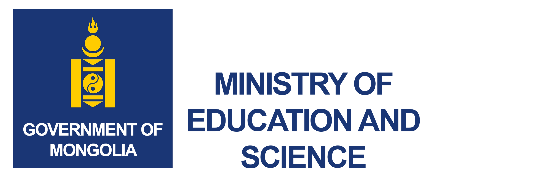 GOVERNMENT OF
MONGOLIA
MINISTRY OF
EDUCATION AND
SCIENCE